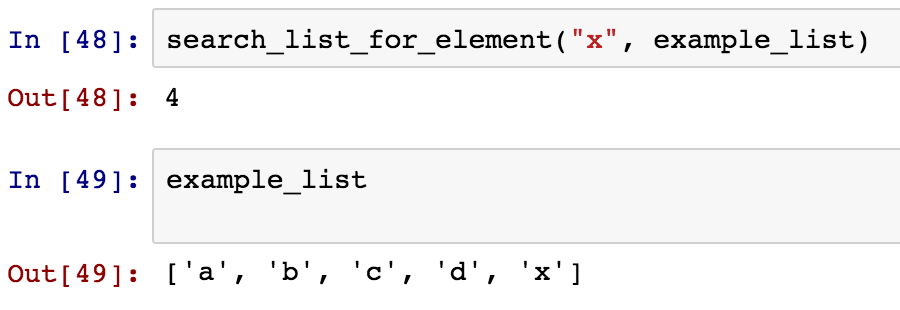 In [48]: search_list_for_element("x", example_list)
Out[48]: 4
In [49]: example_list
Out[49]: ['a', 'b', 'c', 'd', 'x']